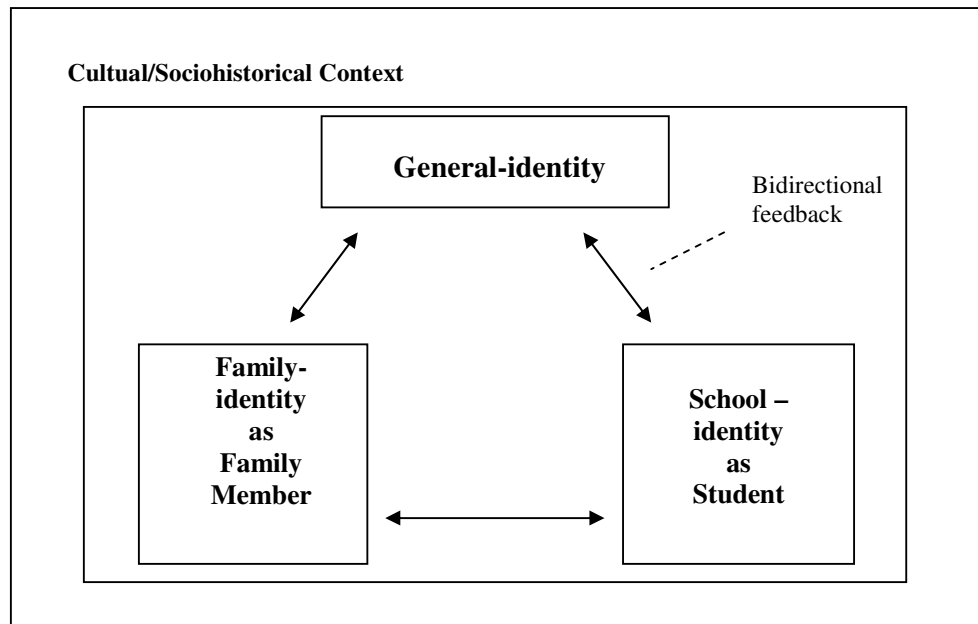 Cultual/Sociohistorical Context
General-identity
Bidirectional
feedback
Family-
identity
as
Family
Member
School –
identity
as
Student